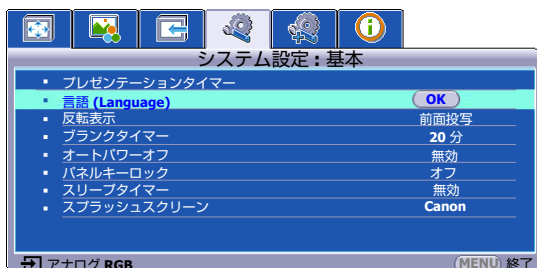 システム設定 : 基本
プレゼンテーションタイマー
言語 (Language) OK
反転表示 前面投写
ブランクタイマー 20 分
オートパワーオフ 無効
パネルキーロック オフ
スリープタイマー 無効
スプラッシュスクリーン Canon
アナログ RGB MENU 終了